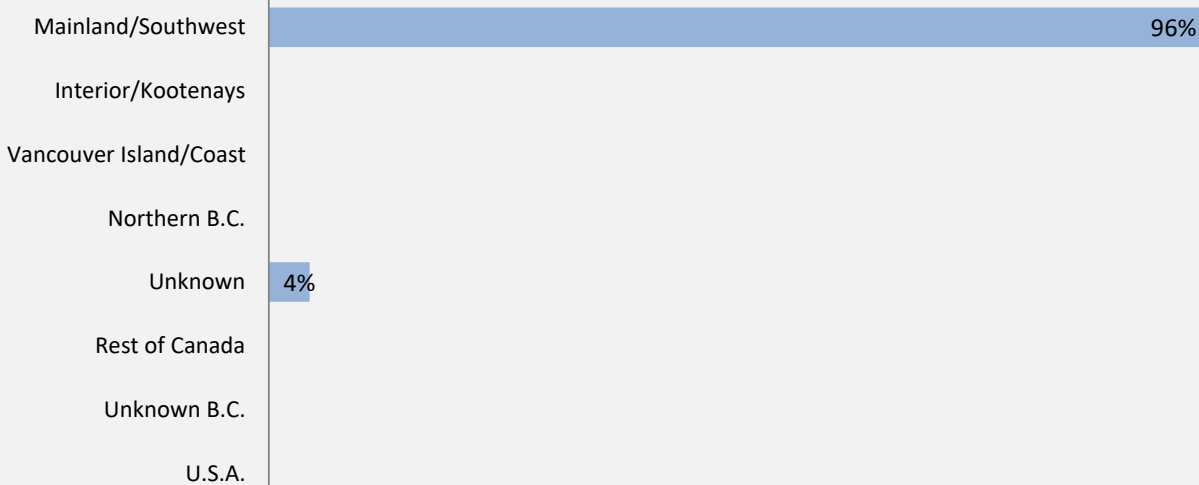 Mainland/Southwest 96%
Interior/Kootenays
Vancouver Island/Coast
Northern B.C.
Unknown 4%
Rest of Canada
Unknown B.C.
U.S.A.